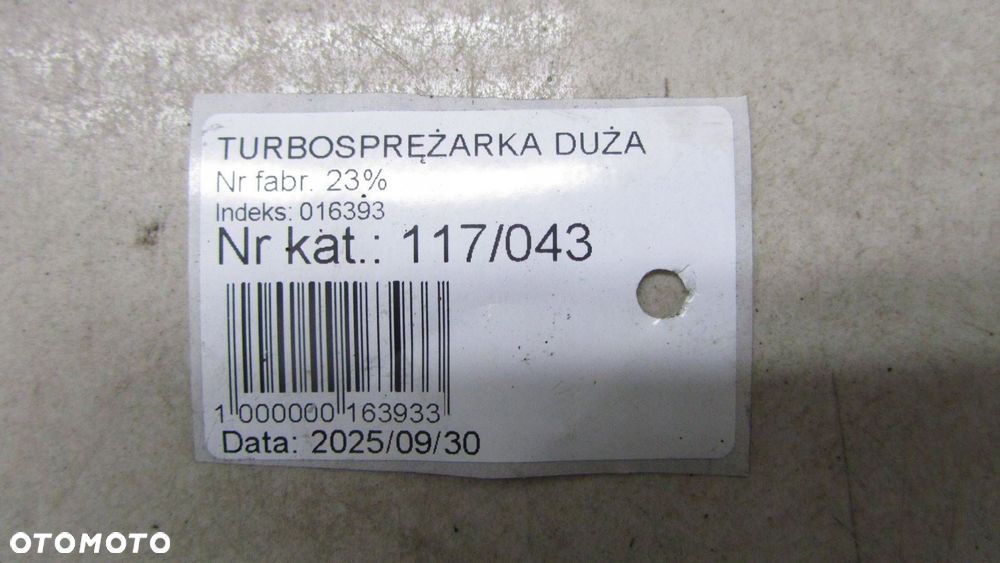 TURBOSPRĘŻARKA DUŻA
Nr fabr. 23%
Indeks: 016393
Nr kat.: 117/043
1 000000 163933
Data: 2025/09/30
OTOMOTO